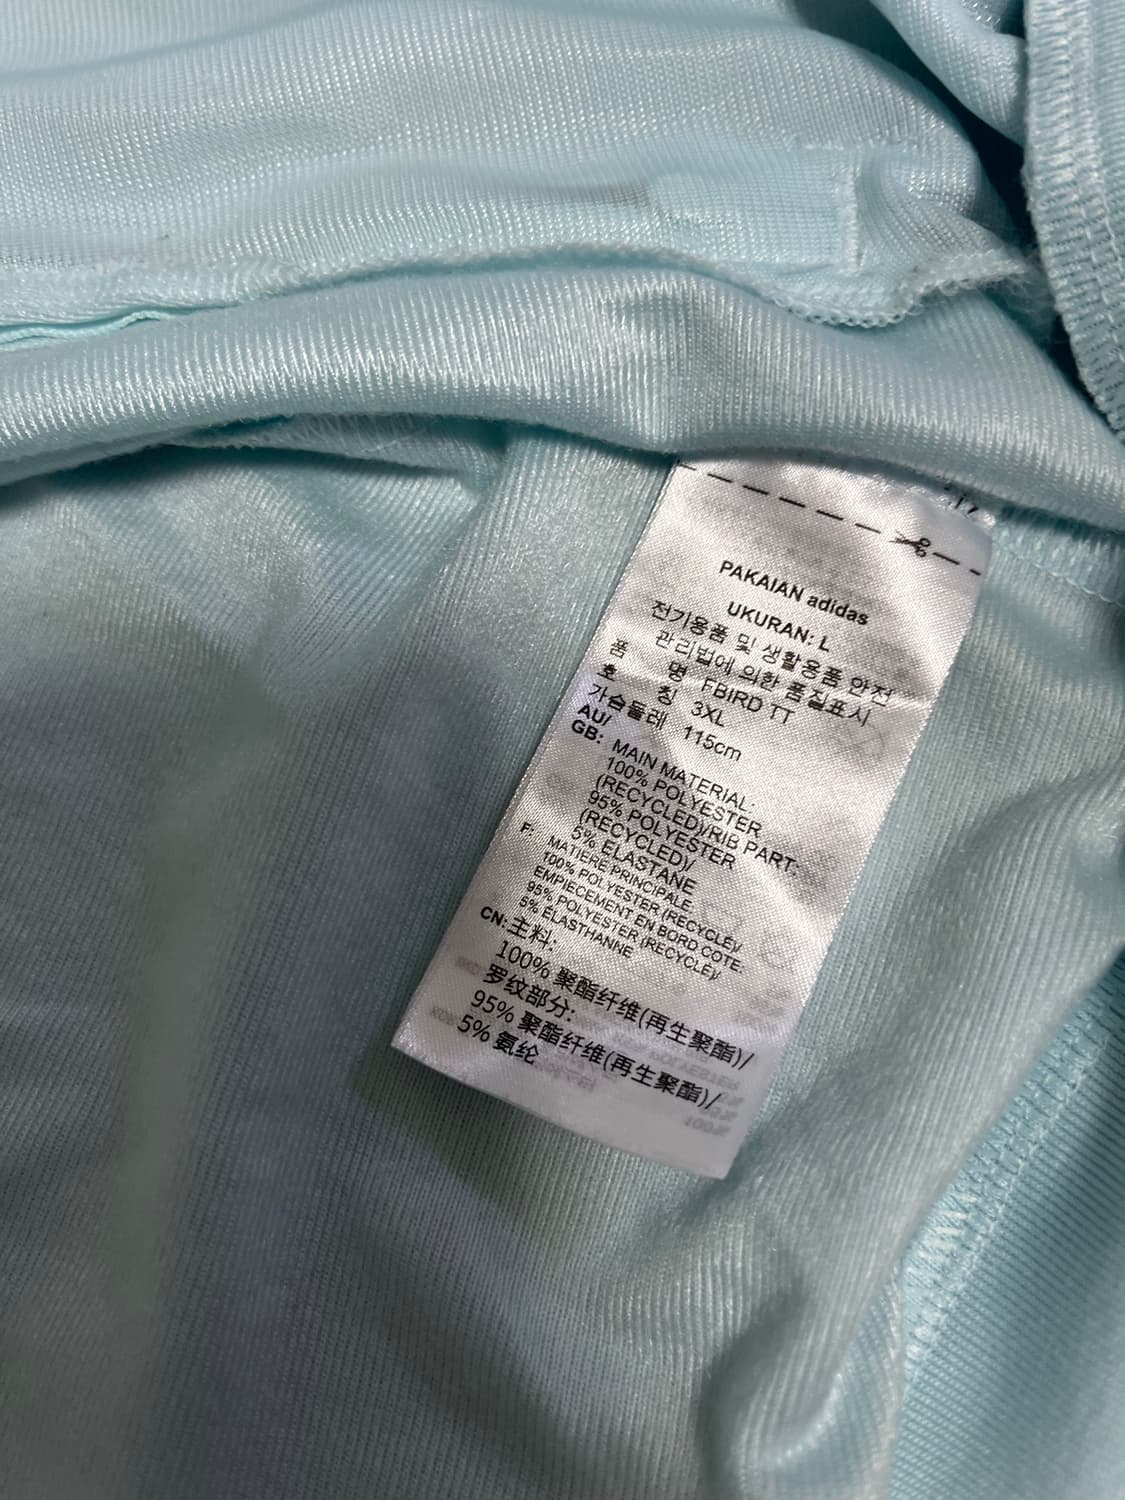 PAKAIAN adidas
UKURAN: L
전기용품 및 생활용품 안전
관리법에 의한 품질표시
품 명 FBIRD TT
호 칭 3XL
가슴둘레 115cm
AU/
GB: MAIN MATERIAL:
100% POLYESTER
(RECYCLED)/RIB PART:
95% POLYESTER
(RECYCLED)/
5% ELASTANE
F: MATIÈRE PRINCIPALE:
100% POLYESTER (RECYCLÉ)/
EMPIECEMENT EN BORD COTE:
95% POLYESTER (RECYCLÉ)/
5% ÉLASTHANNE
CN: 主料:
100% 聚酯纤维(再生聚酯)/
罗纹部分:
95% 聚酯纤维(再生聚酯)/
5% 氨纶